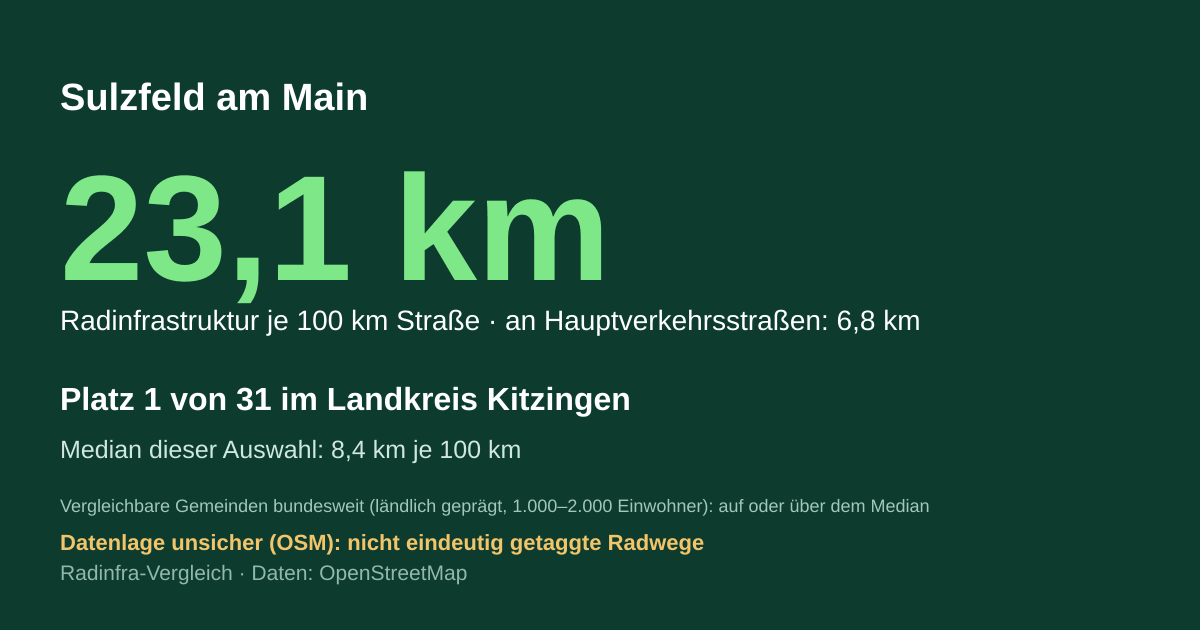 Sulzfeld am Main
23,1 km
Radinfrastruktur je 100 km Straße · an Hauptverkehrsstraßen: 6,8 km
Platz 1 von 31 im Landkreis Kitzingen
Median dieser Auswahl: 8,4 km je 100 km
Vergleichbare Gemeinden bundesweit (ländlich geprägt, 1.000–2.000 Einwohner): auf oder über dem Median
Datenlage unsicher (OSM): nicht eindeutig getaggte Radwege
Radinfra-Vergleich · Daten: OpenStreetMap